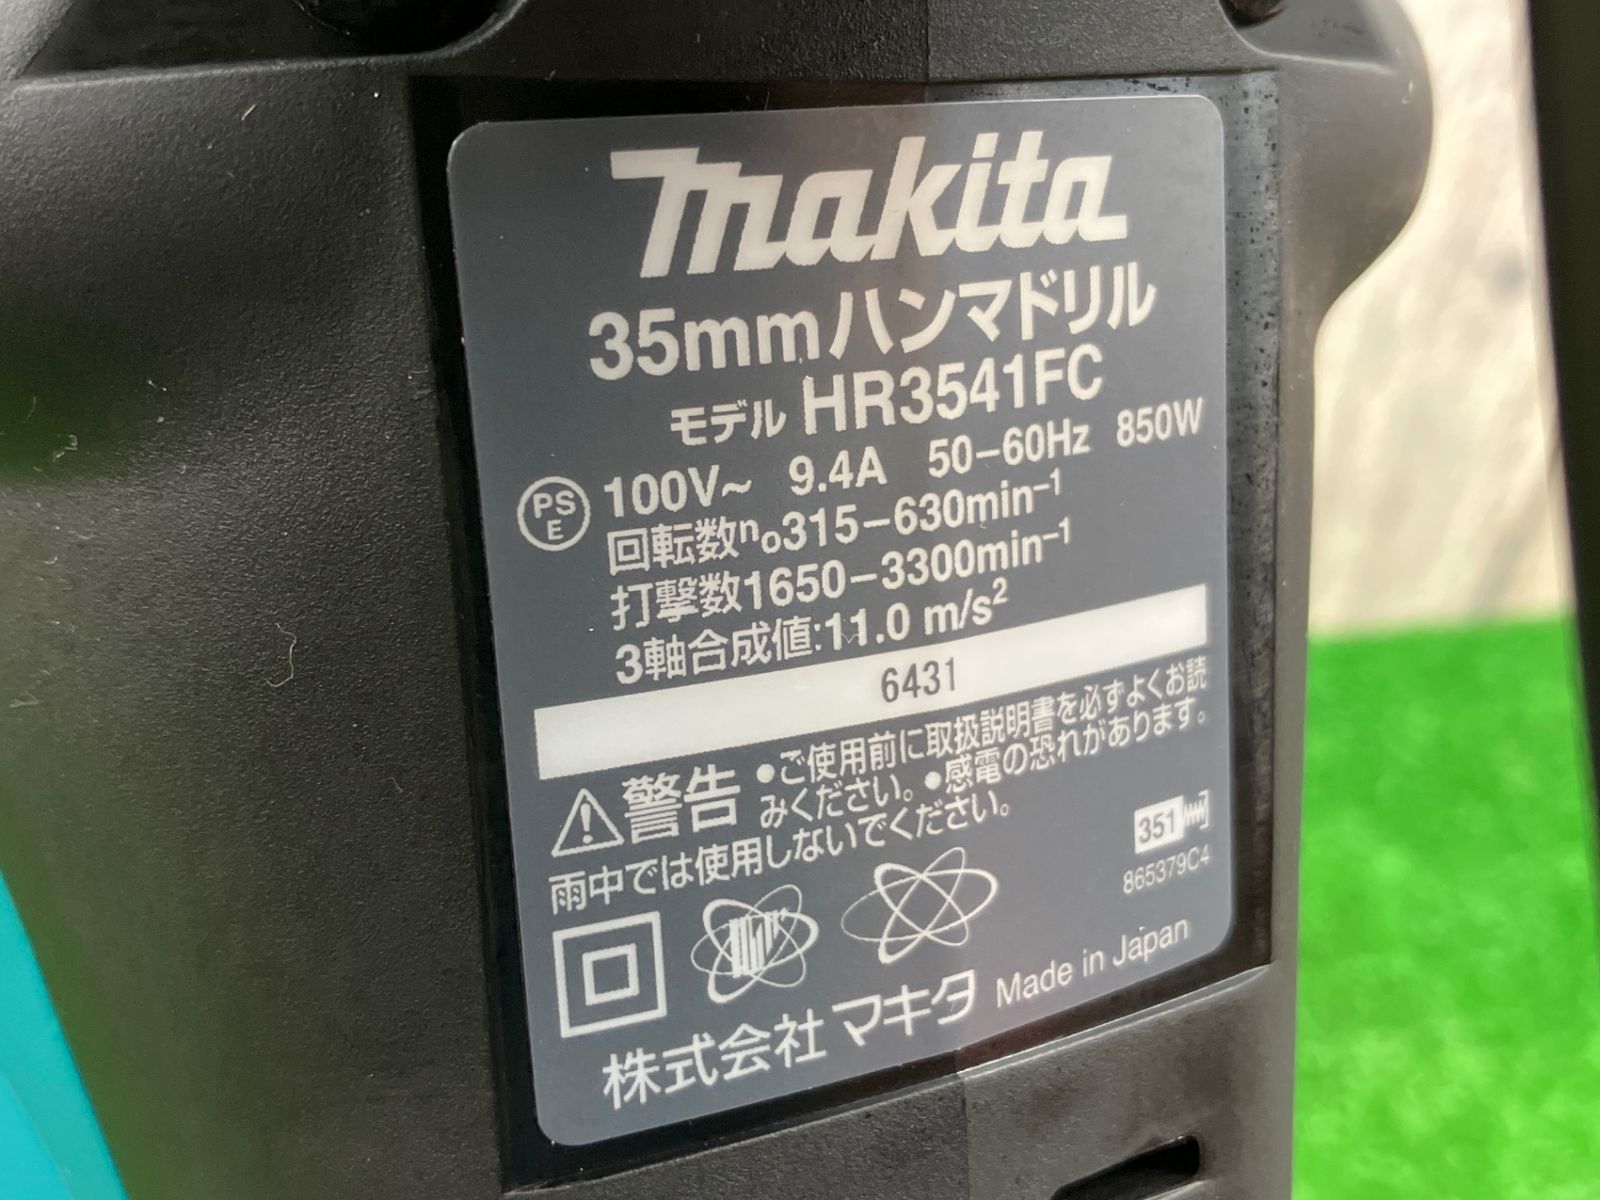 makita
35mmハンマドリル
モデル HR3541FC
PS
E
100V~ 9.4A 50-60Hz 850W
回転数n₀315-630min⁻¹
打撃数1650-3300min⁻¹
3軸合成値:11.0 m/s²
6431
警告 •ご使用前に取扱説明書を必ずよくお読
みください。•感電の恐れがあります。
雨中では使用しないでください。
351
865379C4
株式会社 マキタ Made in Japan